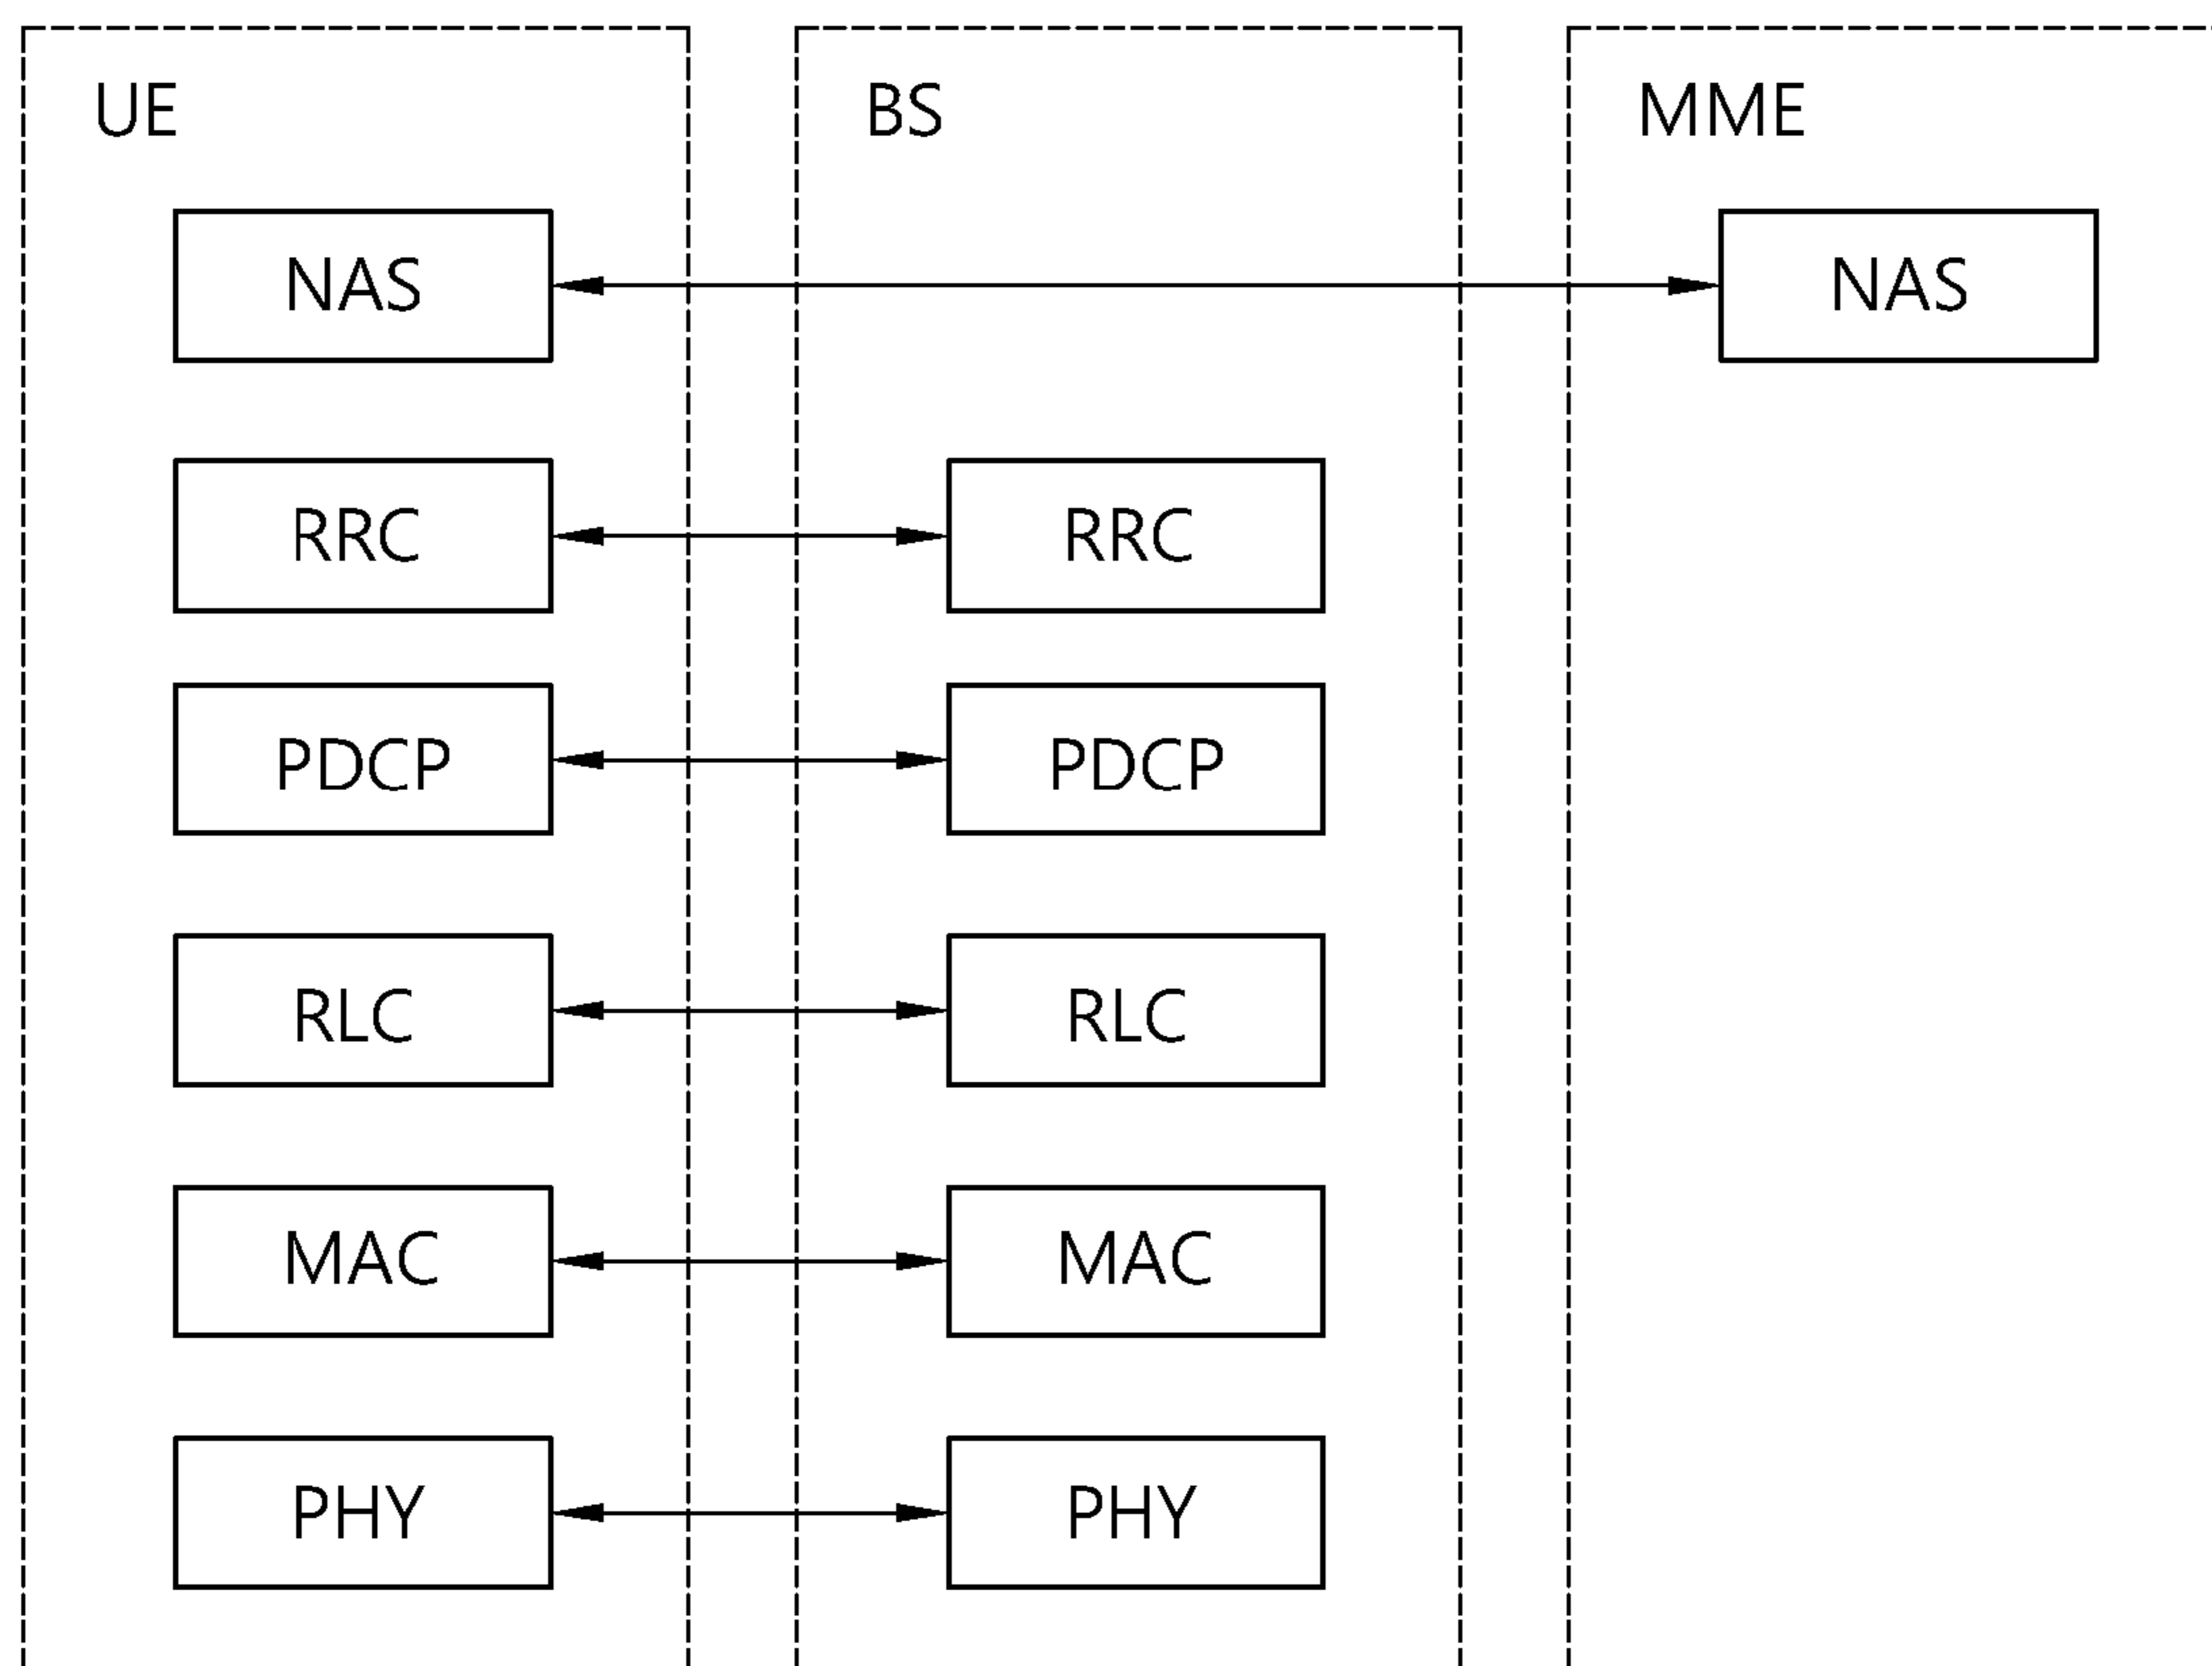 UE BS MME
NAS NAS
RRC RRC
PDCP PDCP
RLC RLC
MAC MAC
PHY PHY